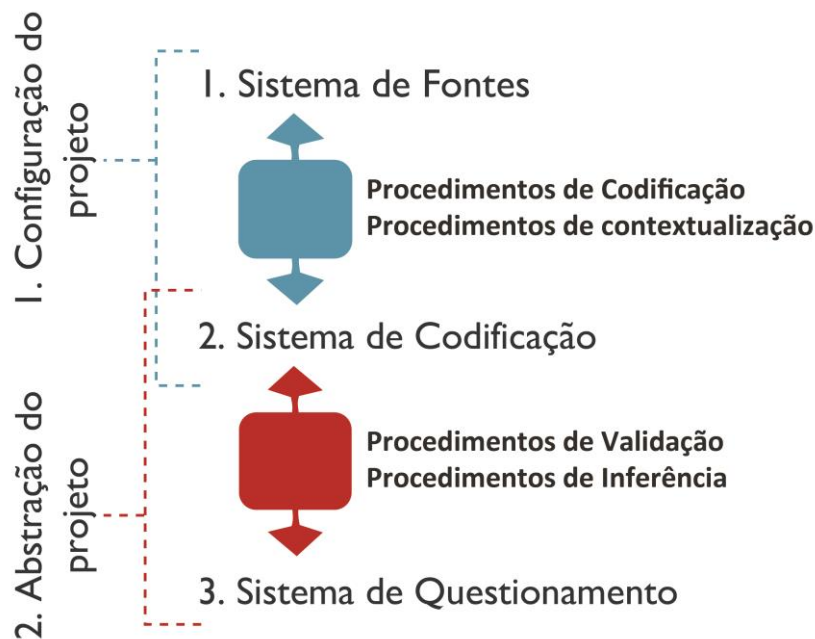 1. Configuração do
projeto
1. Sistema de Fontes
Procedimentos de Codificação
Procedimentos de contextualização
2. Sistema de Codificação
2. Abstração do
projeto
Procedimentos de Validação
Procedimentos de Inferência
3. Sistema de Questionamento